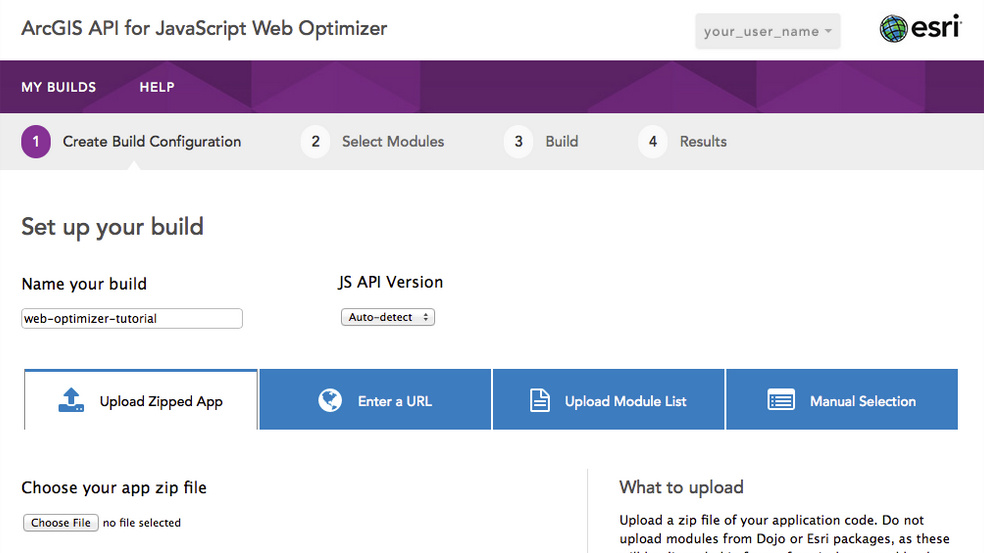 ArcGIS API for JavaScript Web Optimizer
your_user_name
esri
MY BUILDS
HELP
1 Create Build Configuration
2 Select Modules
3 Build
4 Results
Set up your build
Name your build
JS API Version
web-optimizer-tutorial
Auto-detect
Upload Zipped App
Enter a URL
Upload Module List
Manual Selection
Choose your app zip file
Choose File no file selected
What to upload
Upload a zip file of your application code. Do not
upload modules from Dojo or Esri packages, as these